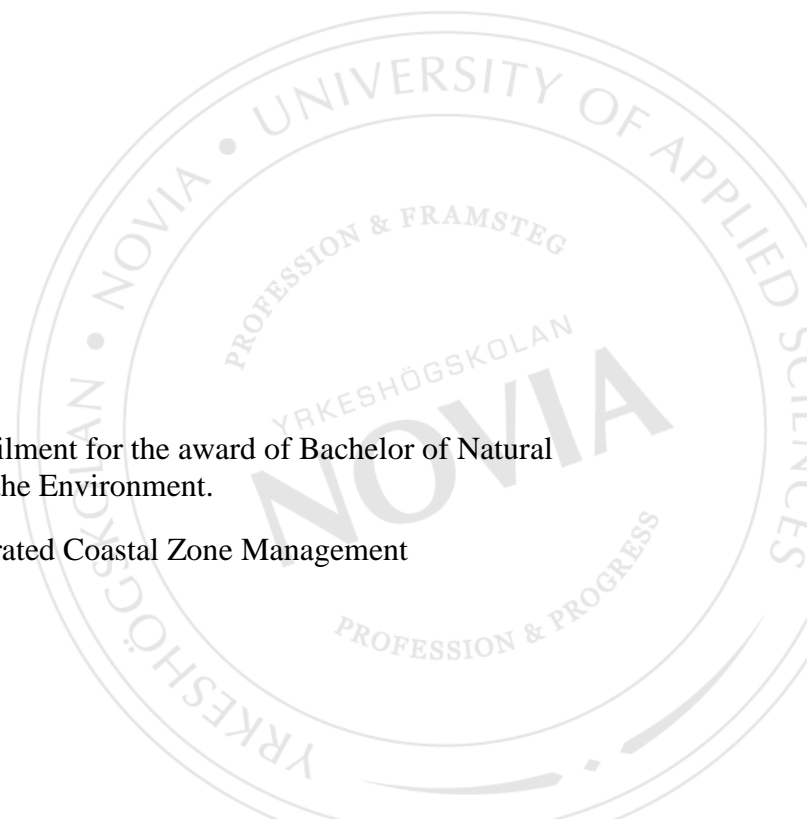 UNIVERSITY OF APPLIED SCIENCES
YRKESHÖGSKOLAN • NOVIA •
PROFESSION & FRAMSTEG
YRKESHÖGSKOLAN
NOVIA
PROFESSION & PROGRESS
ilment for the award of Bachelor of Natural
the Environment.
rated Coastal Zone Management